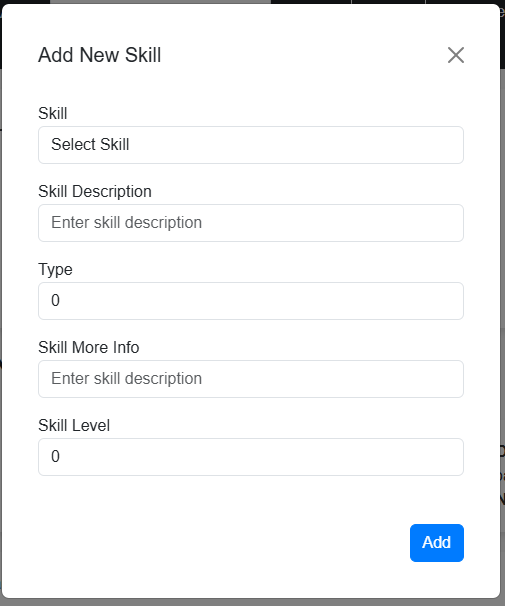 Add New Skill
Skill
Select Skill
Skill Description
Enter skill description
Type
0
Skill More Info
Enter skill description
Skill Level
0
Add